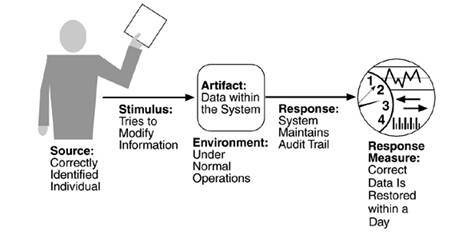 Source:
Correctly
Identified
Individual
Stimulus:
Tries to
Modify
Information
Artifact:
Data within
the System
Environment:
Under
Normal
Operations
Response:
System
Maintains
Audit Trail
1
2
3
4
Response
Measure:
Correct
Data Is
Restored
within a
Day